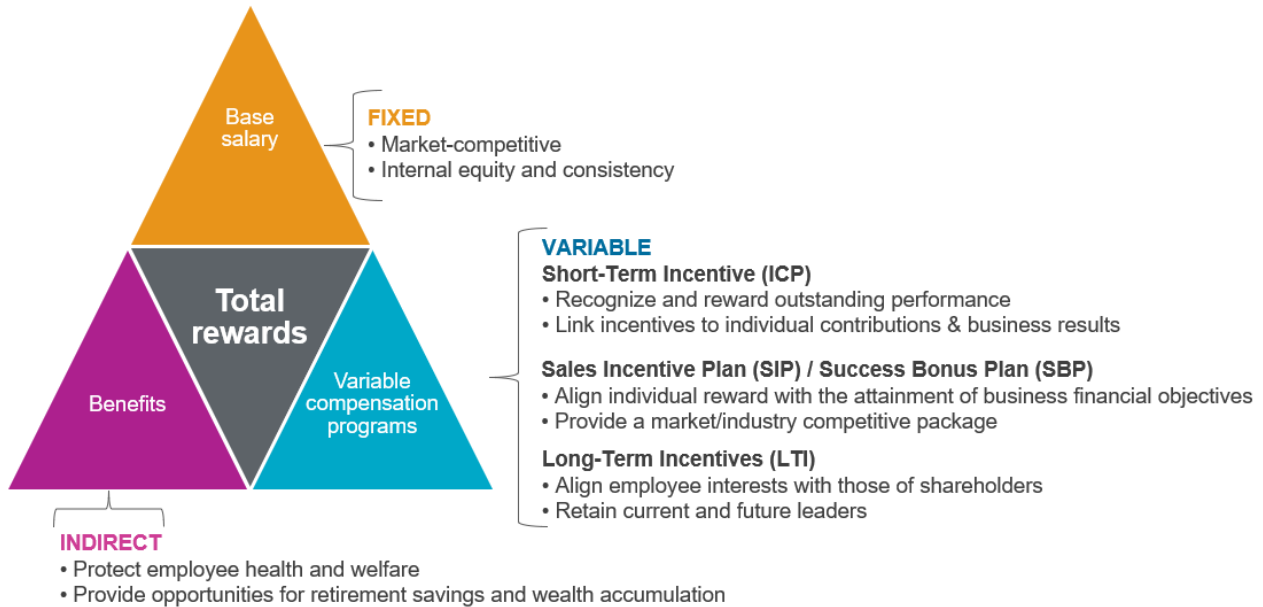 Base
salary
FIXED
• Market-competitive
• Internal equity and consistency
Total
rewards
Benefits
Variable
compensation
programs
VARIABLE
Short-Term Incentive (ICP)
• Recognize and reward outstanding performance
• Link incentives to individual contributions & business results
Sales Incentive Plan (SIP) / Success Bonus Plan (SBP)
• Align individual reward with the attainment of business financial objectives
• Provide a market/industry competitive package
Long-Term Incentives (LTI)
• Align employee interests with those of shareholders
• Retain current and future leaders
INDIRECT
• Protect employee health and welfare
• Provide opportunities for retirement savings and wealth accumulation